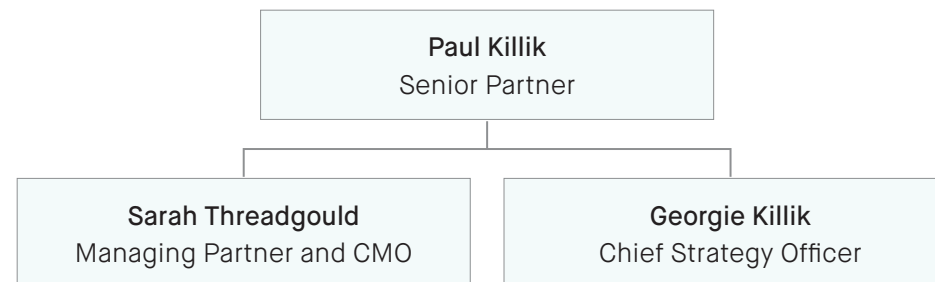 Paul Killik
Senior Partner
Sarah Threadgould
Managing Partner and CMO
Georgie Killik
Chief Strategy Officer